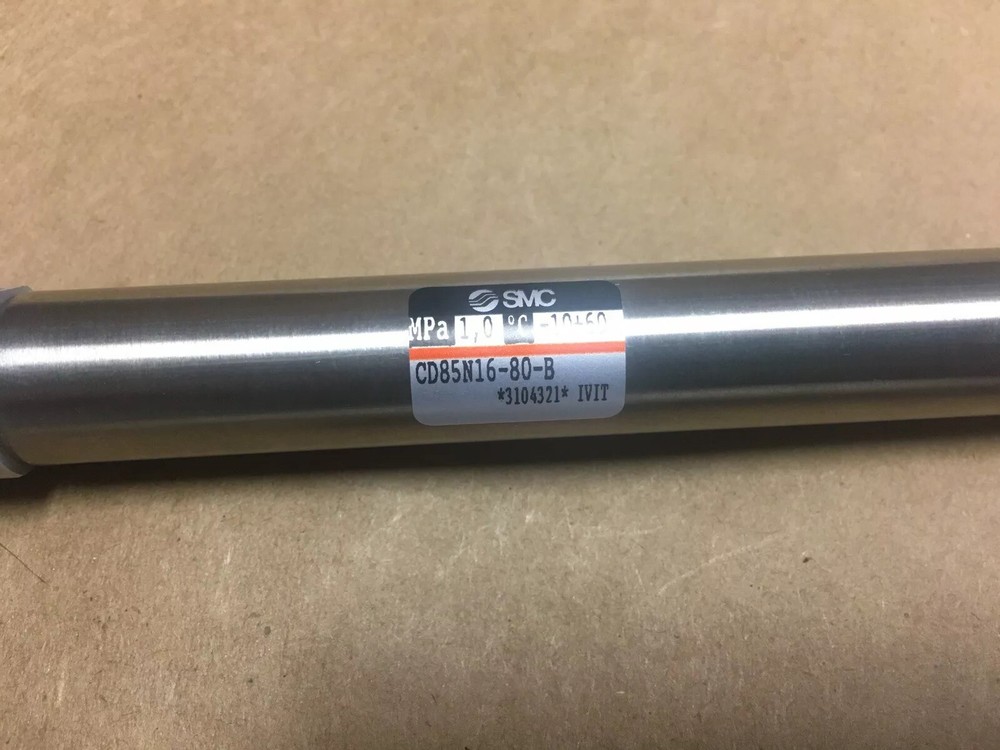 SMC
MPa 1,0 °C -10+60
CD85N16-80-B
*3104321* IVIT